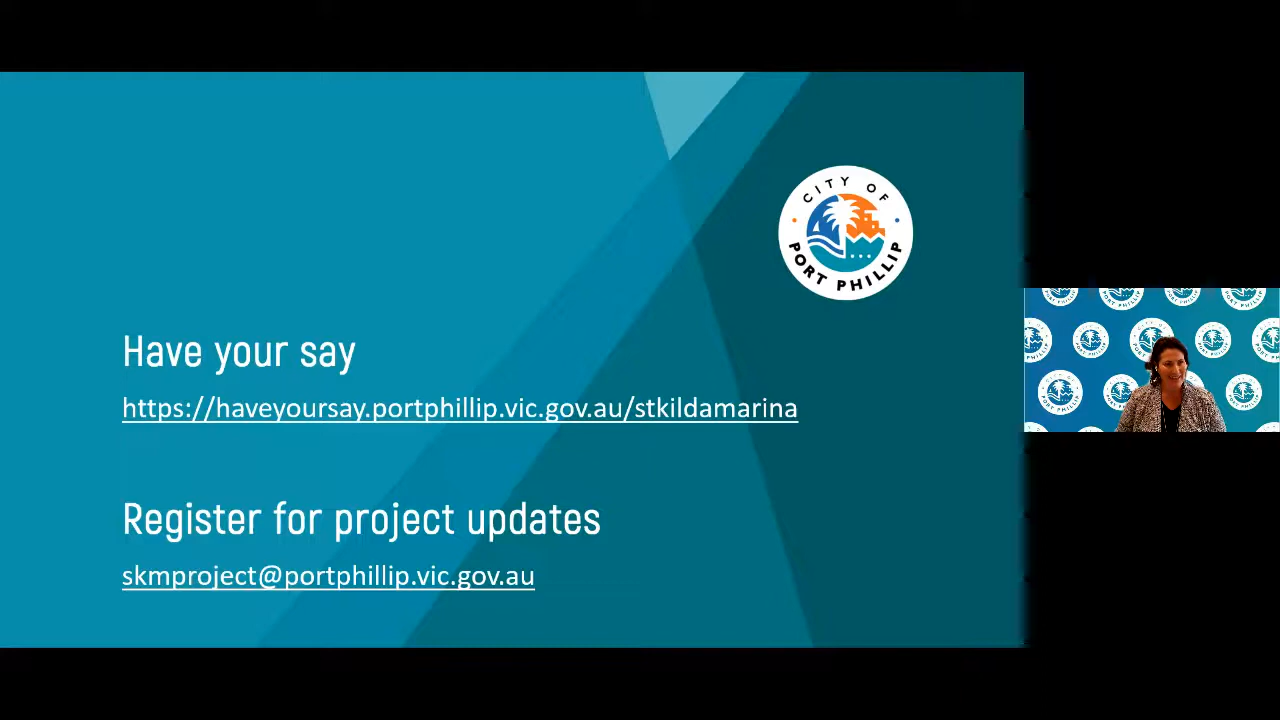 CITY OF
PORT PHILLIP
Have your say
https://haveyoursay.portphillip.vic.gov.au/stkildamarina
Register for project updates
skmproject@portphillip.vic.gov.au